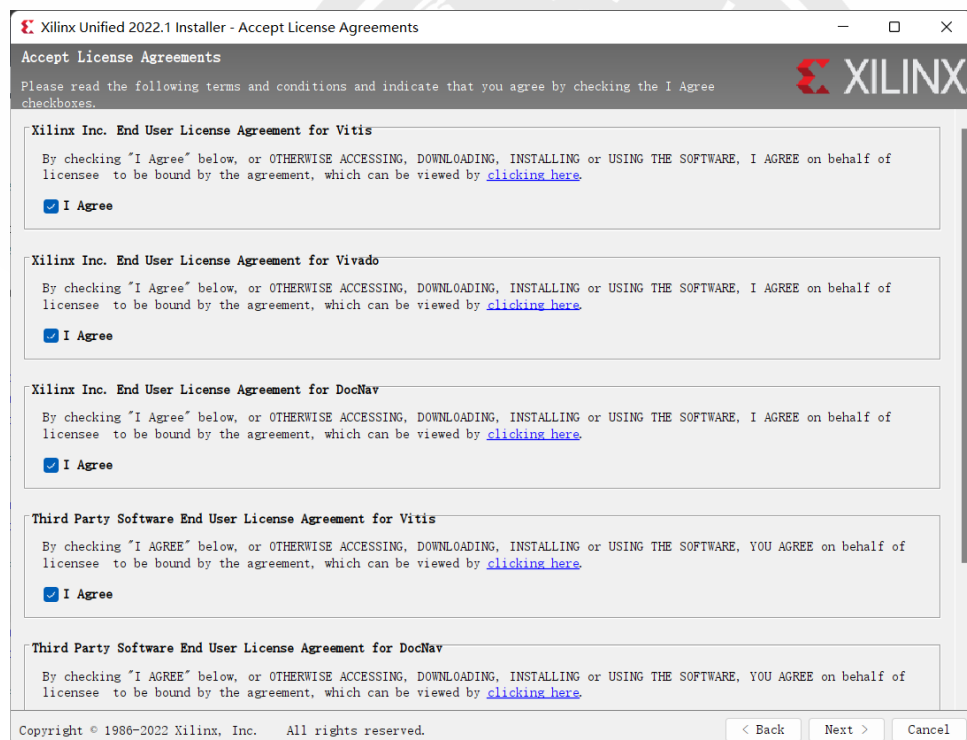 Xilinx Unified 2022.1 Installer - Accept License Agreements
Accept License Agreements
Please read the following terms and conditions and indicate that you agree by checking the I Agree
checkboxes.
XILINX
Xilinx Inc. End User License Agreement for Vitis
By checking "I Agree" below, or OTHERWISE ACCESSING, DOWNLOADING, INSTALLING or USING THE SOFTWARE, I AGREE on behalf of
licensee  to be bound by the agreement, which can be viewed by clicking here.
I Agree
Xilinx Inc. End User License Agreement for Vivado
By checking "I Agree" below, or OTHERWISE ACCESSING, DOWNLOADING, INSTALLING or USING THE SOFTWARE, I AGREE on behalf of
licensee  to be bound by the agreement, which can be viewed by clicking here.
I Agree
Xilinx Inc. End User License Agreement for DocNav
By checking "I Agree" below, or OTHERWISE ACCESSING, DOWNLOADING, INSTALLING or USING THE SOFTWARE, I AGREE on behalf of
licensee  to be bound by the agreement, which can be viewed by clicking here.
I Agree
Third Party Software End User License Agreement for Vitis
By checking "I AGREE" below, or OTHERWISE ACCESSING, DOWNLOADING, INSTALLING or USING THE SOFTWARE, YOU AGREE on behalf of
licensee  to be bound by the agreement, which can be viewed by clicking here.
I Agree
Third Party Software End User License Agreement for DocNav
By checking "I AGREE" below, or OTHERWISE ACCESSING, DOWNLOADING, INSTALLING or USING THE SOFTWARE, YOU AGREE on behalf of
licensee  to be bound by the agreement, which can be viewed by clicking here.
Copyright © 1986-2022 Xilinx, Inc.    All rights reserved.
< Back
Next >
Cancel